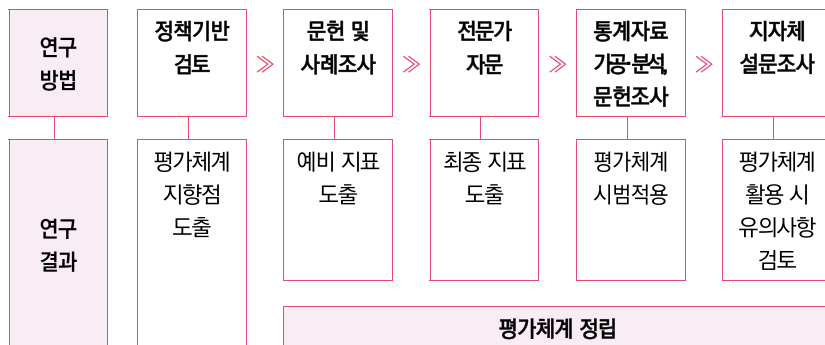 연구
방법
정책기반
검토
문헌 및
사례조사
전문가
자문
통계자료
가공·분석,
문헌조사
지자체
설문조사
연구
결과
평가체계
지향점
도출
예비 지표
도출
최종 지표
도출
평가체계
시범적용
평가체계
활용 시
유의사항
검토
평가체계 정립